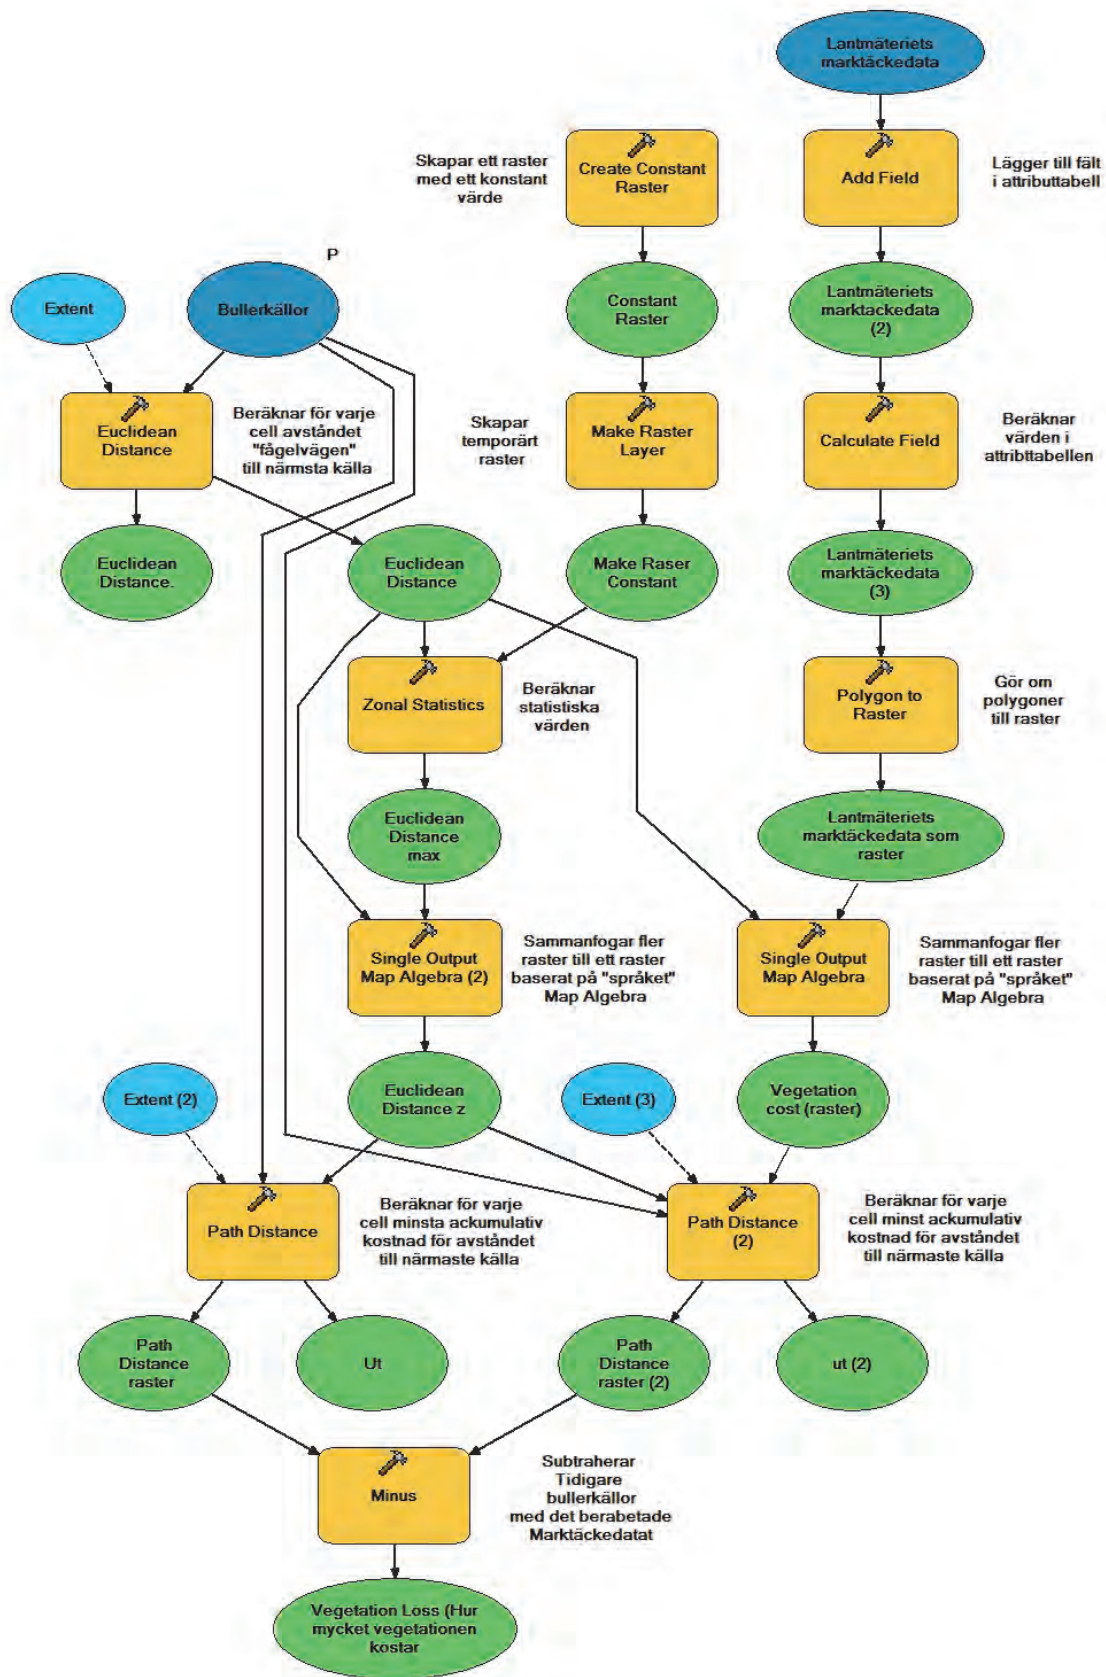 Lantmäteriets
marktäckedata
Skapar ett raster
med ett konstant
värde
Create Constant
Raster
Add Field
Lägger till fält
i attributtabell
P
Extent
Bullerkällor
Constant
Raster
Lantmäteriets
marktackedata
(2)
Euclidean
Distance
Beräknar för varje
cell avståndet
"fågelvägen"
till närmsta källa
Skapar
temporärt
raster
Make Raster
Layer
Calculate Field
Beräknar
värden i
attribttabellen
Euclidean
Distance.
Euclidean
Distance
Make Raser
Constant
Lantmäteriets
marktäckedata
(3)
Zonal Statistics
Beräknar
statistiska
värden
Polygon to
Raster
Gör om
polygoner
till raster
Euclidean
Distance
max
Lantmäteriets
marktäckedata som
raster
Single Output
Map Algebra (2)
Sammanfogar fler
raster till ett raster
baserat på "språket"
Map Algebra
Single Output
Map Algebra
Sammanfogar fler
raster till ett raster
baserat på "språket"
Map Algebra
Extent (2)
Euclidean
Distance z
Extent (3)
Vegetation
cost (raster)
Path Distance
Beräknar för varje
cell minsta ackumulativ
kostnad för avståndet
till närmaste källa
Path Distance
(2)
Beräknar för varje
cell minst ackumulativ
kostnad för avståndet
till närmaste källa
Path
Distance
raster
Ut
Path
Distance
raster (2)
ut (2)
Minus
Subtraherar
Tidigare
bullerkällor
med det berabetade
Marktäckedatat
Vegetation Loss (Hur
mycket vegetationen
kostar